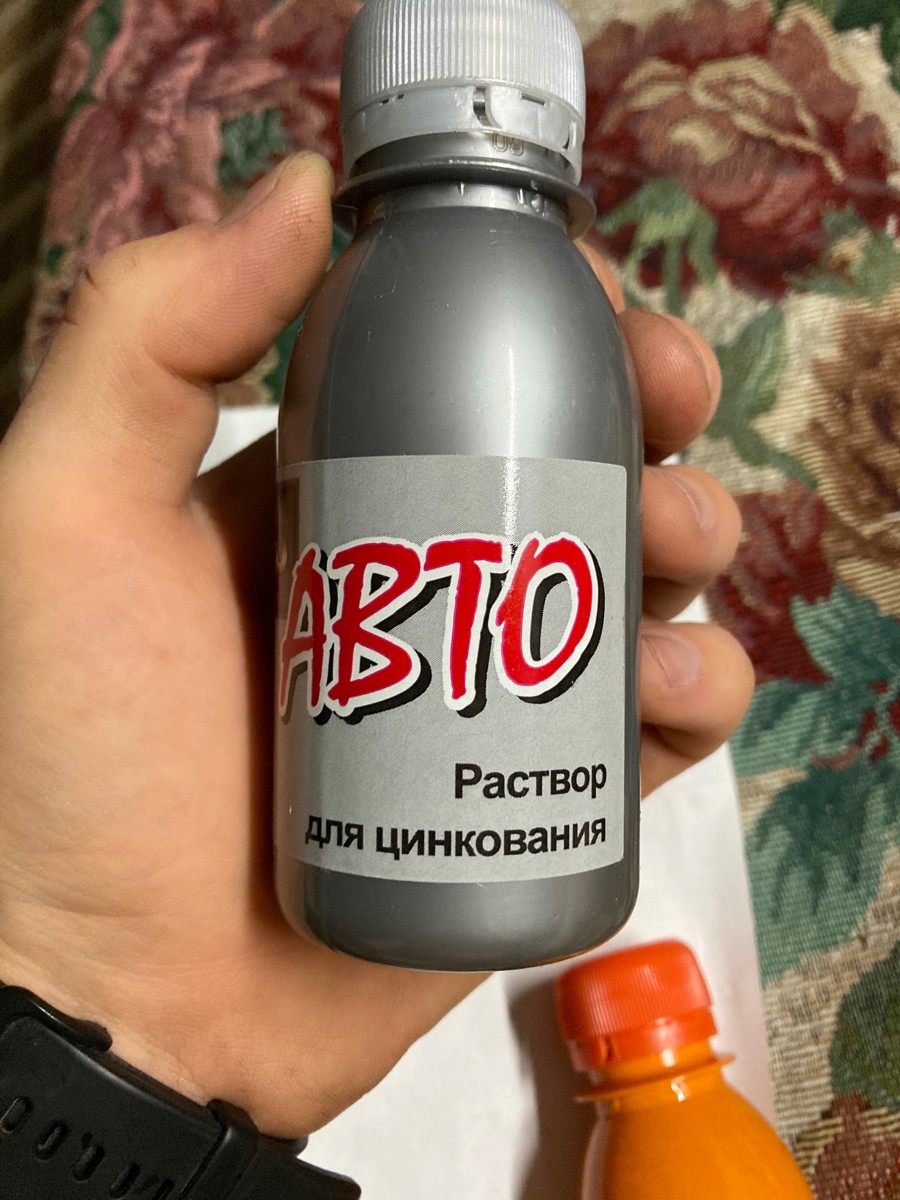 АВТО
Раствор
для цинкования